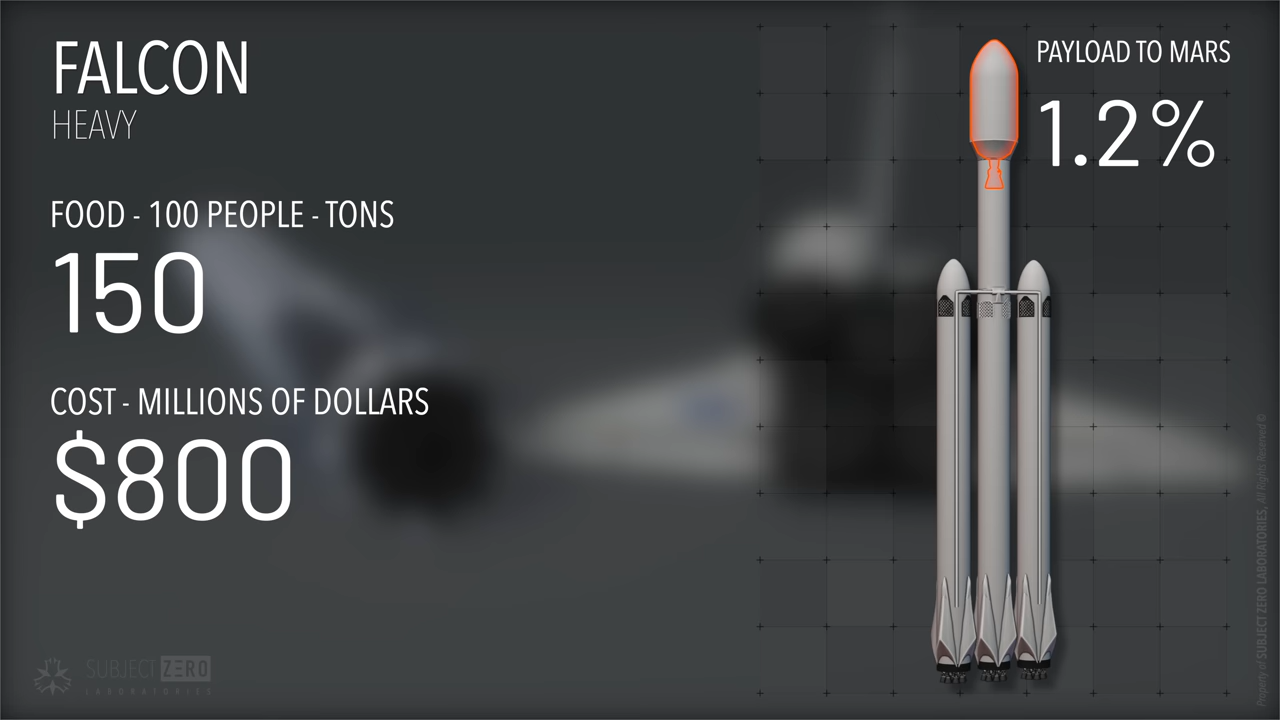 FALCON
HEAVY
FOOD - 100 PEOPLE - TONS
150
COST - MILLIONS OF DOLLARS
$800
PAYLOAD TO MARS
1.2%
SUBJECT ZERO
LABORATORIES
Property of SUBJECT ZERO LABORATORIES, All Rights Reserved ©